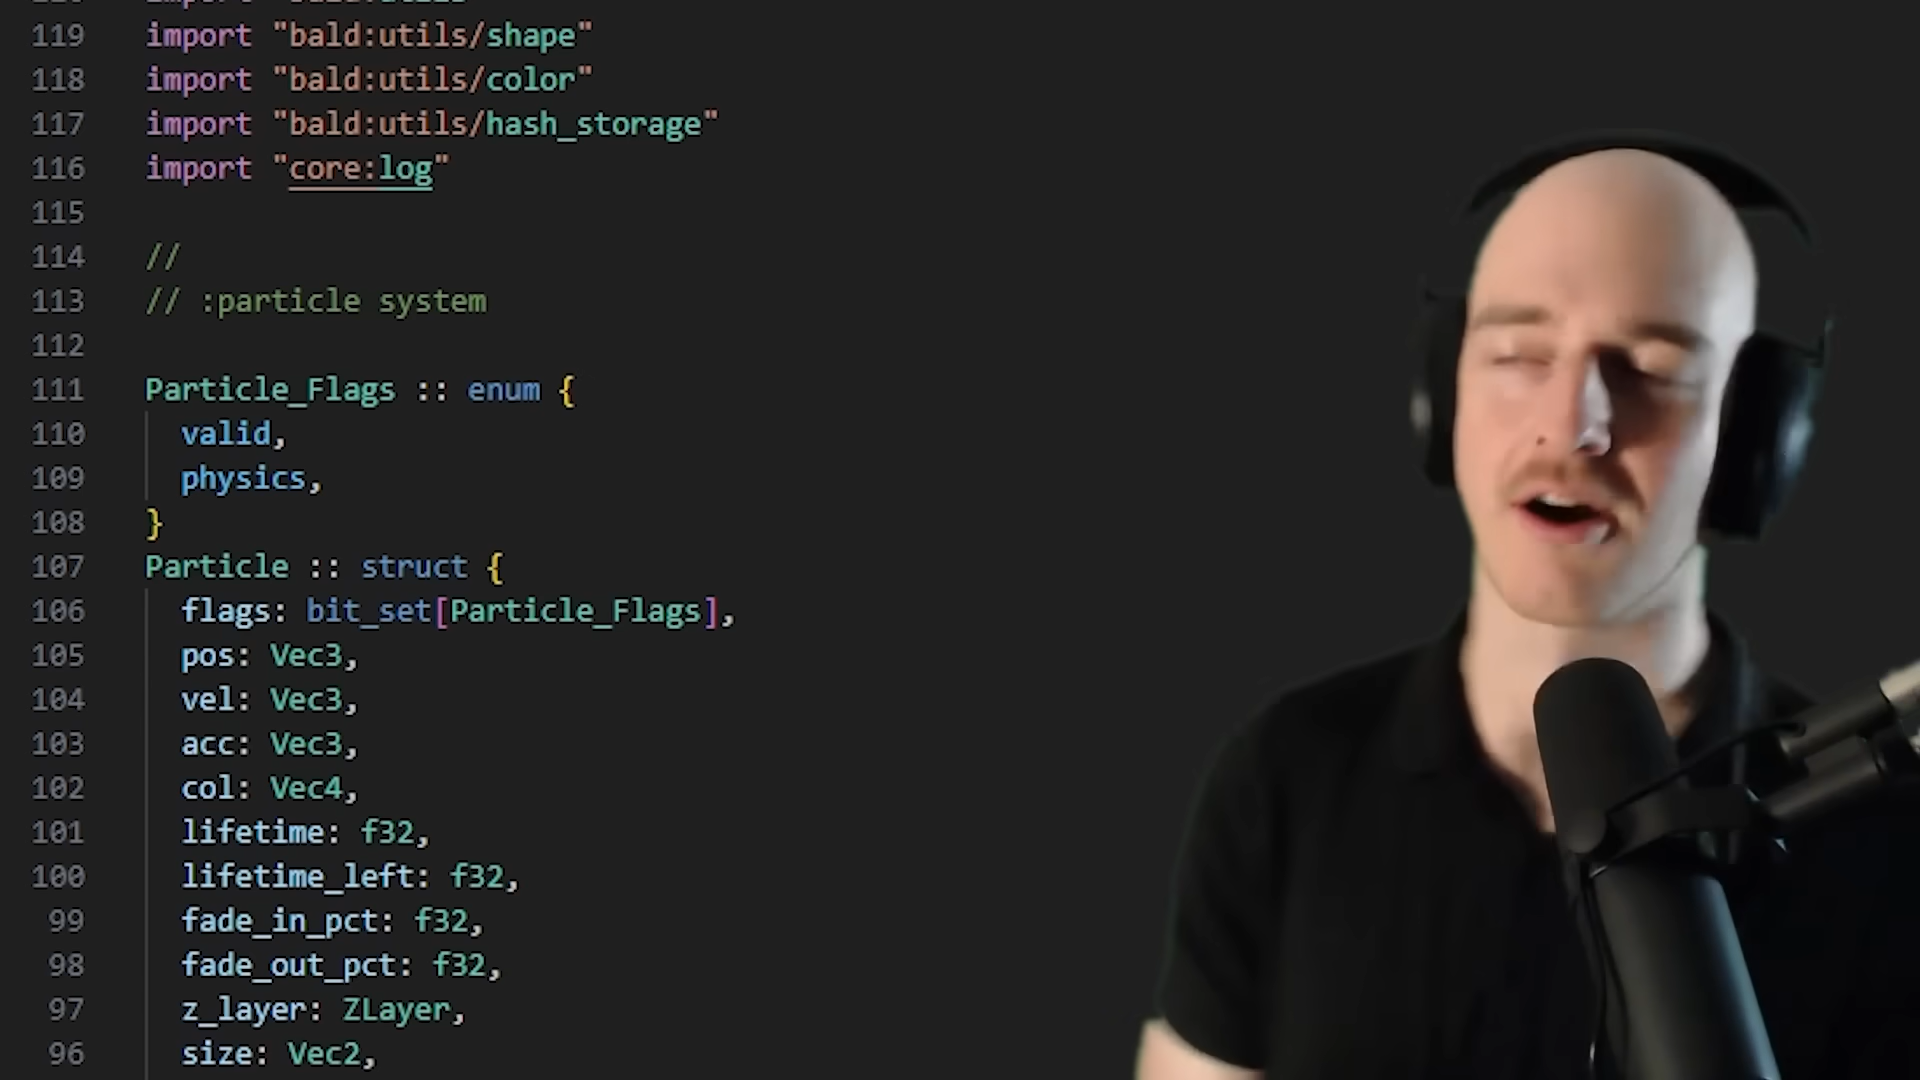 119 import "bald:utils/shape"
118 import "bald:utils/color"
117 import "bald:utils/hash_storage"
116 import "core:log"
115
114 //
113 // :particle system
112
111 Particle_Flags :: enum {
110 valid,
109 physics,
108 }
107 Particle :: struct {
106 flags: bit_set[Particle_Flags],
105 pos: Vec3,
104 vel: Vec3,
103 acc: Vec3,
102 col: Vec4,
101 lifetime: f32,
100 lifetime_left: f32,
99 fade_in_pct: f32,
98 fade_out_pct: f32,
97 z_layer: ZLayer,
96 size: Vec2,